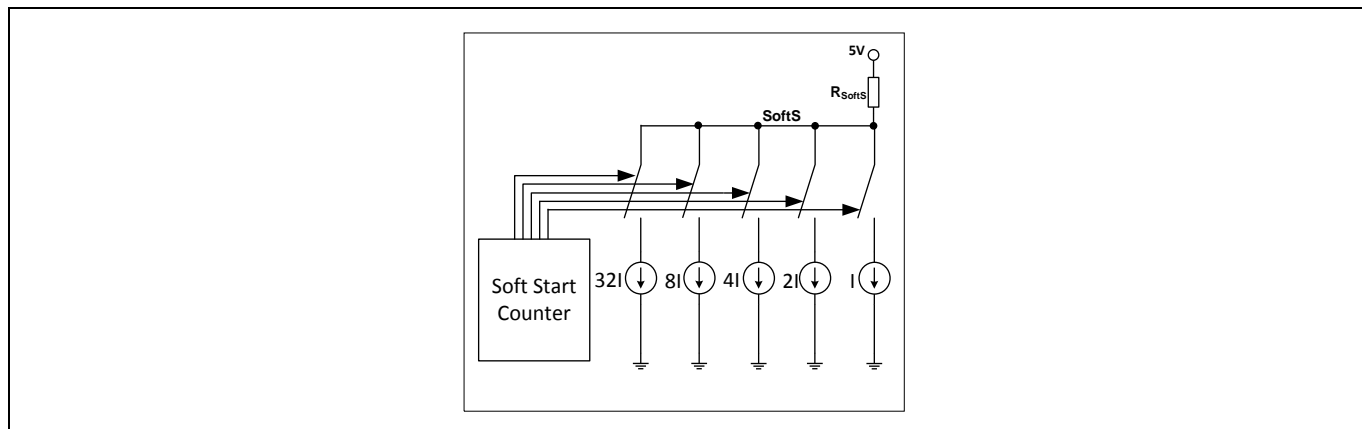 5V
RSoftS
SoftS
32I
8I
4I
2I
I
Soft Start
Counter